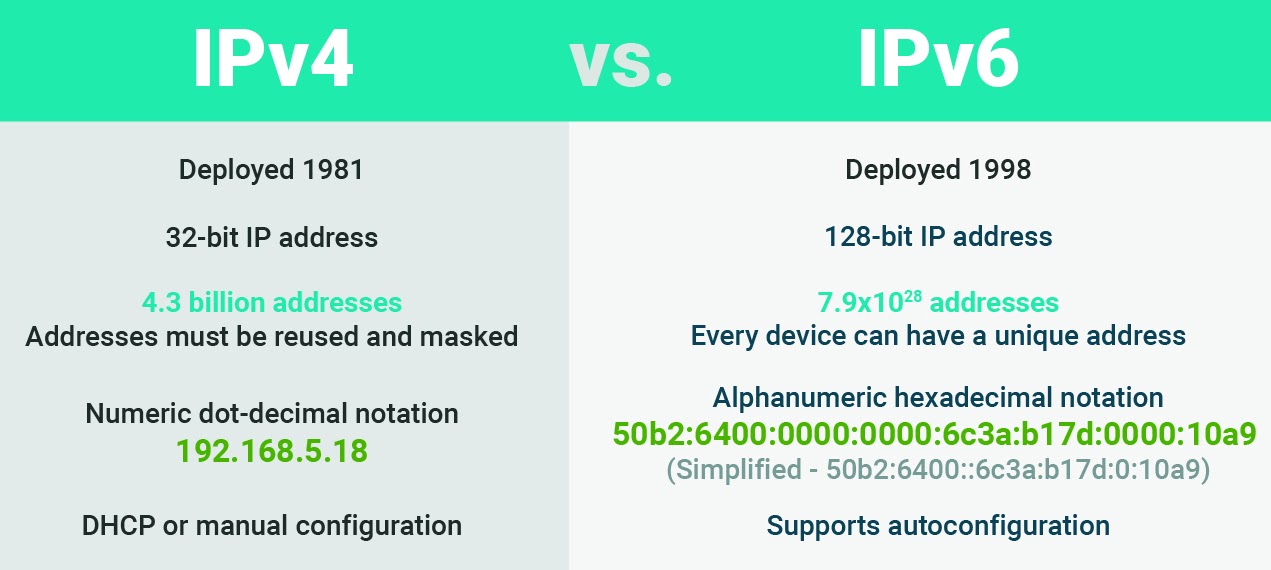 IPv4 vs. IPv6
Deployed 1981
32-bit IP address
4.3 billion addresses
Addresses must be reused and masked
Numeric dot-decimal notation
192.168.5.18
DHCP or manual configuration
Deployed 1998
128-bit IP address
7.9x10²⁸ addresses
Every device can have a unique address
Alphanumeric hexadecimal notation
50b2:6400:0000:0000:6c3a:b17d:0000:10a9
(Simplified - 50b2:6400::6c3a:b17d:0:10a9)
Supports autoconfiguration